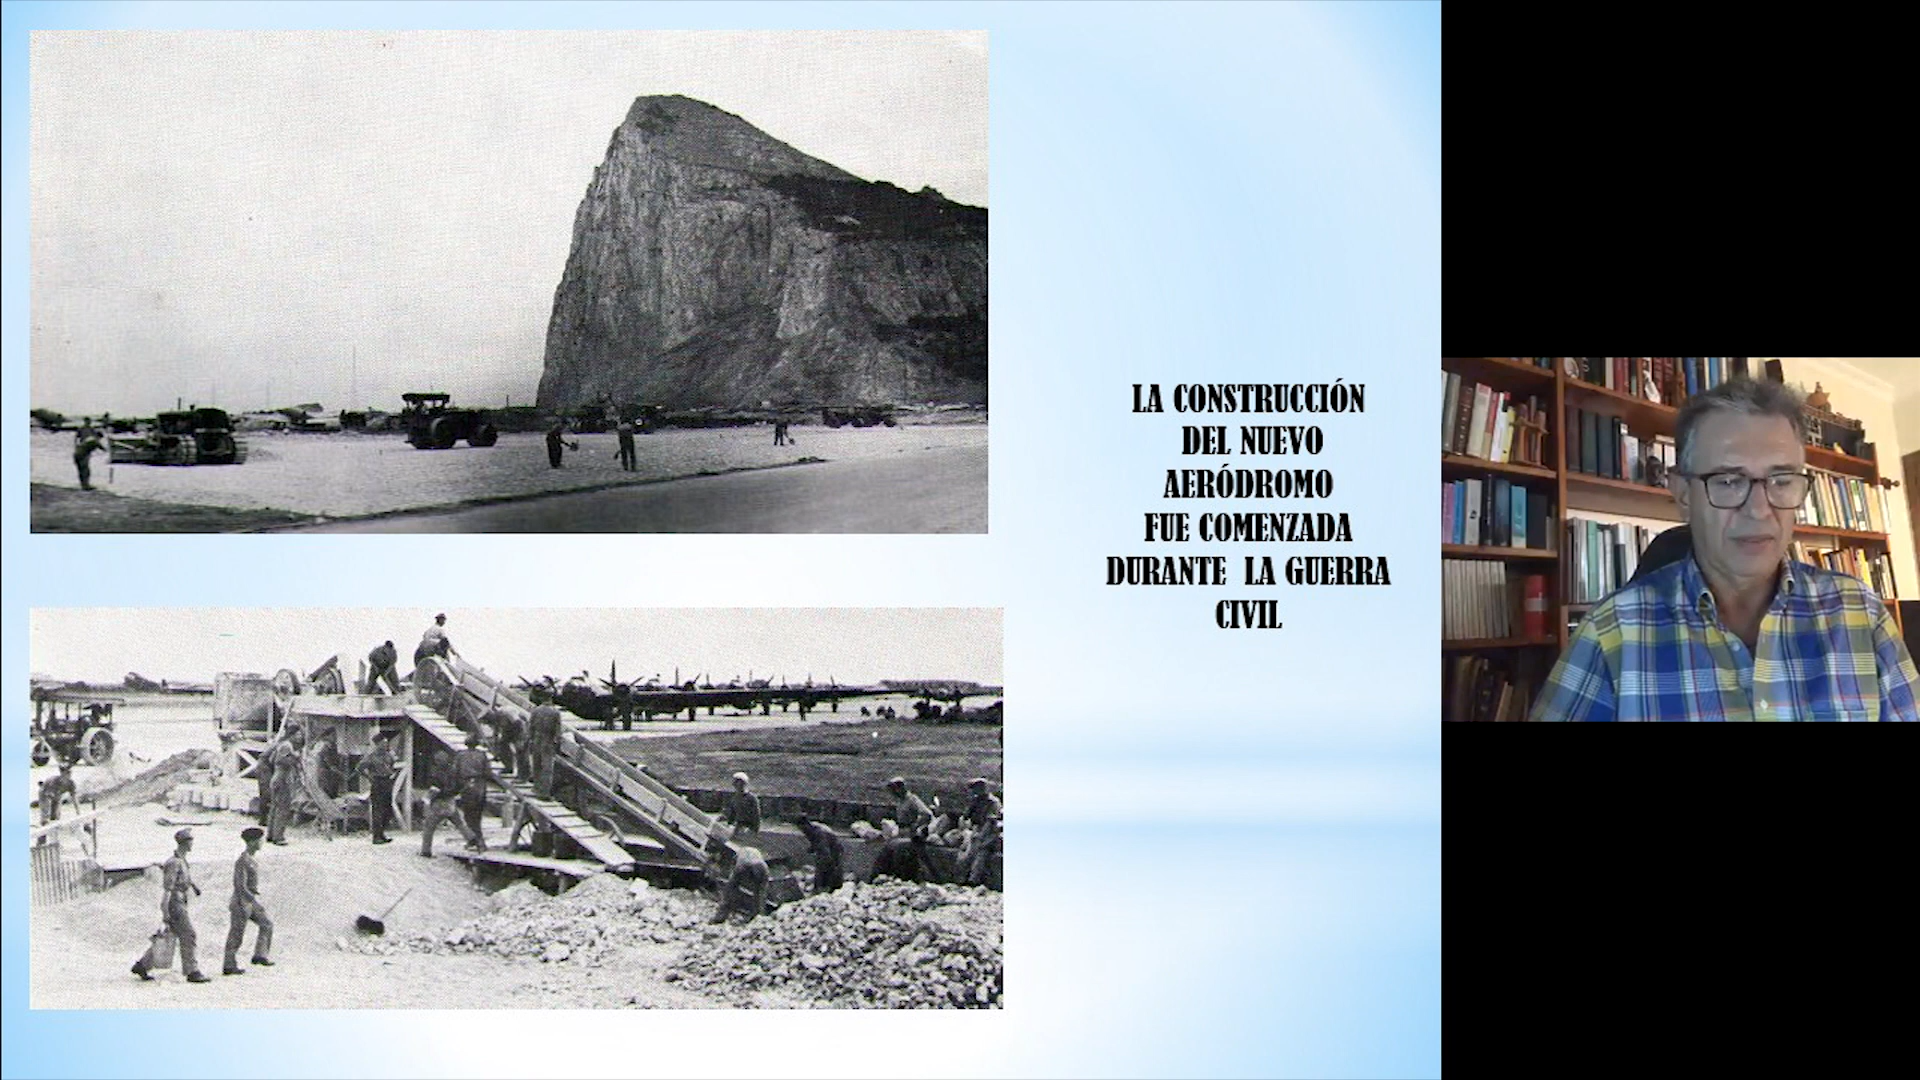 LA CONSTRUCCIÓN
DEL NUEVO
AERÓDROMO
FUE COMENZADA
DURANTE LA GUERRA
CIVIL